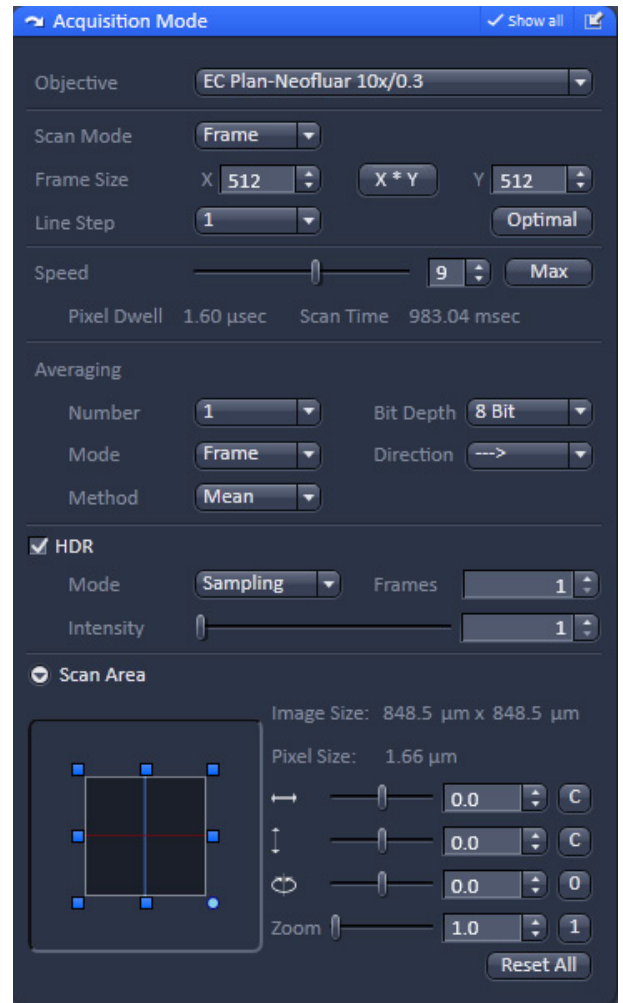 Acquisition Mode Show all
Objective EC Plan-Neofluar 10x/0.3
Scan Mode Frame
Frame Size X 512 X * Y Y 512
Line Step 1 Optimal
Speed 9 Max
Pixel Dwell 1.60 µsec Scan Time 983.04 msec
Averaging
Number 1 Bit Depth 8 Bit
Mode Frame Direction --->
Method Mean
HDR
Mode Sampling Frames 1
Intensity 1
Scan Area
Image Size: 848.5 µm x 848.5 µm
Pixel Size: 1.66 µm
0.0 C
0.0 C
0.0 0
Zoom 1.0 1
Reset All